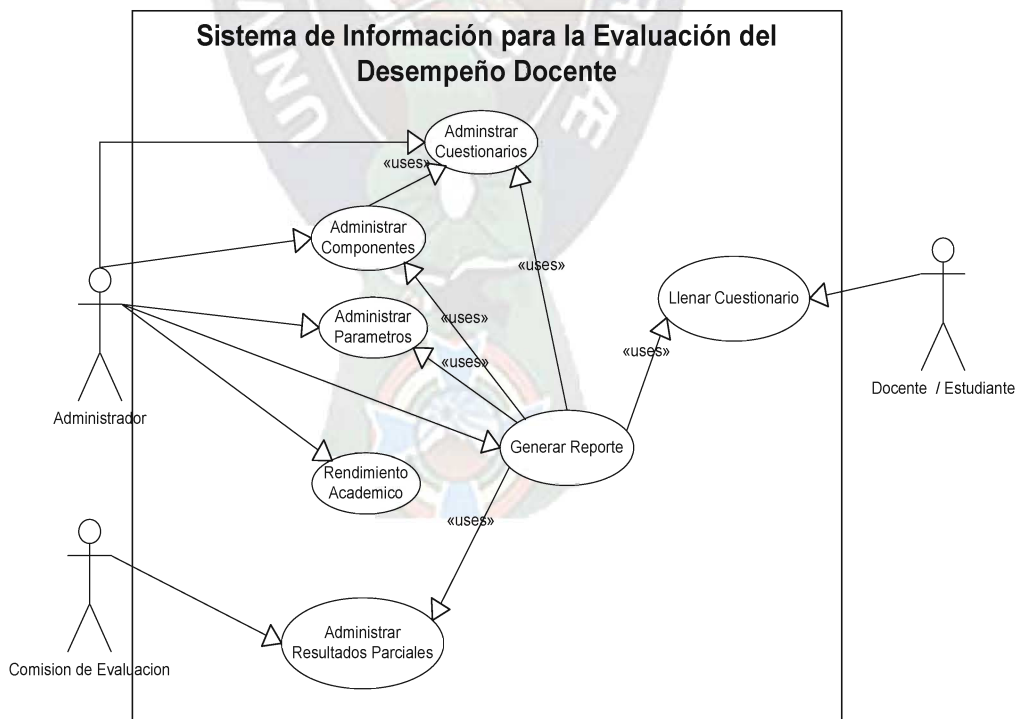 Sistema de Información para la Evaluación del
Desempeño Docente
Adminstrar
Cuestionarios
«uses»
Administrar
Componentes
«uses»
Llenar Cuestionario
Administrar
Parametros
«uses»
«uses»
«uses»
Docente / Estudiante
Administrador
Generar Reporte
Rendimiento
Academico
«uses»
Administrar
Resultados Parciales
Comision de Evaluacion
UNIV